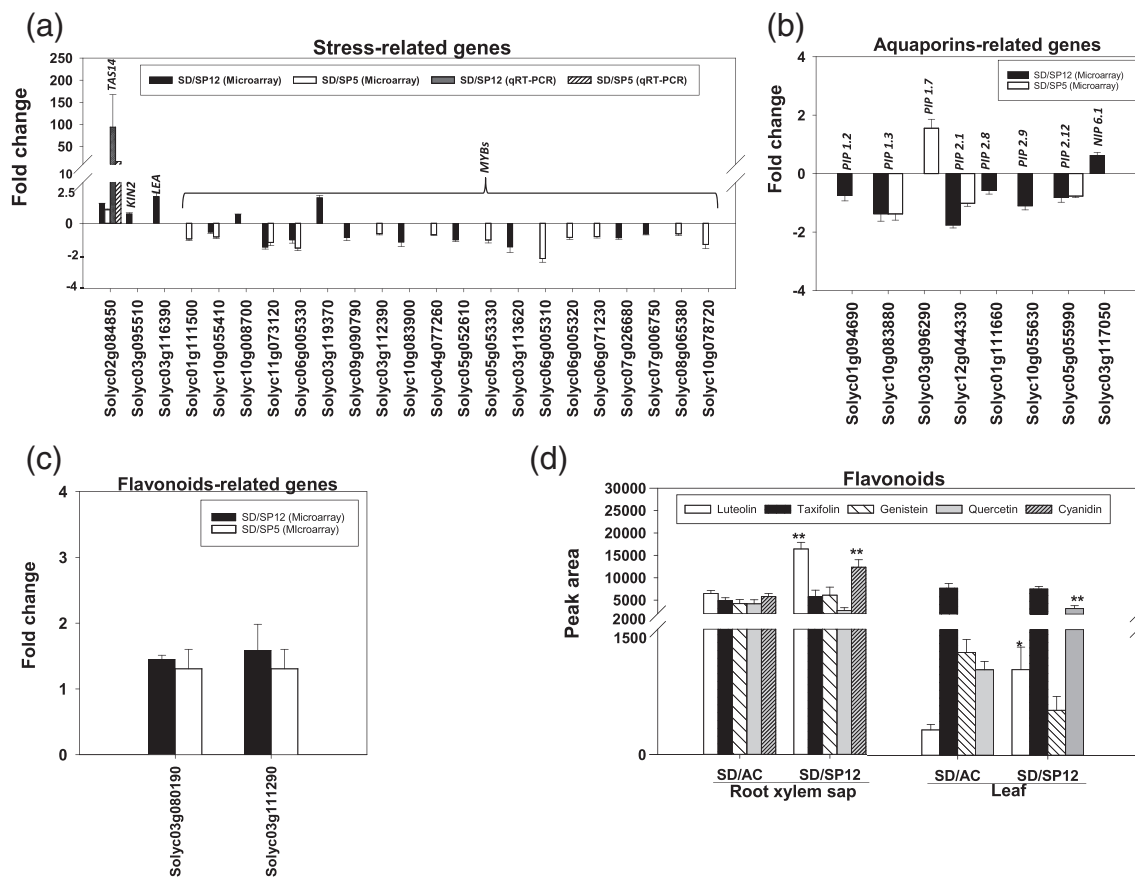 (a)
Stress-related genes
SD/SP12 (Microarray) SD/SP5 (Microarray) SD/SP12 (qRT-PCR) SD/SP5 (qRT-PCR)
Fold change
250
200
150
100
50
10
2.5
0
-2
-4
TAS14
KIN2
LEA
MYBs
Solyc02g084850
Solyc03g095510
Solyc03g116390
Solyc01g111500
Solyc10g055410
Solyc10g008700
Solyc01g073120
Solyc06g005330
Solyc03g119370
Solyc09g090790
Solyc03g112390
Solyc10g083900
Solyc04g077260
Solyc05g052610
Solyc05g053330
Solyc03g113620
Solyc06g005310
Solyc06g005320
Solyc06g071230
Solyc07g026680
Solyc07g006750
Solyc08g065380
Solyc10g078720
(b)
Aquaporins-related genes
SD/SP12 (Microarray)
SD/SP5 (Microarray)
Fold change
4
2
0
-2
-4
PIP 1.2
PIP 1.3
PIP 1.7
PIP 2.1
PIP 2.8
PIP 2.9
PIP 2.12
NIP 6.1
Solyc01g094690
Solyc10g083880
Solyc03g096290
Solyc12g044330
Solyc01g111660
Solyc10g055630
Solyc05g055990
Solyc03g117050
(c)
Flavonoids-related genes
SD/SP12 (Microarray)
SD/SP5 (MIcroarray)
Fold change
4
3
2
1
0
Solyc03g080190
Solyc03g111290
(d)
Flavonoids
Luteolin Taxifolin Genistein Quercetin Cyanidin
Peak area
30000
25000
20000
15000
10000
5000
2000
1500
0
**
**
*
**
SD/AC SD/SP12 SD/AC SD/SP12
Root xylem sap Leaf